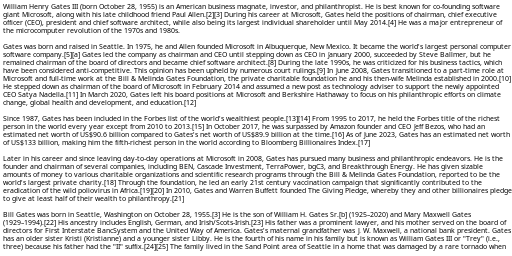 William Henry Gates III (born October 28, 1955) is an American business magnate, investor, and philanthropist. He is best known for co-founding software
giant Microsoft, along with his late childhood friend Paul Allen.[2][3] During his career at Microsoft, Gates held the positions of chairman, chief executive
officer (CEO), president and chief software architect, while also being its largest individual shareholder until May 2014.[4] He was a major entrepreneur of
the microcomputer revolution of the 1970s and 1980s.
Gates was born and raised in Seattle. In 1975, he and Allen founded Microsoft in Albuquerque, New Mexico. It became the world's largest personal computer
software company.[5][a] Gates led the company as chairman and CEO until stepping down as CEO in January 2000, succeeded by Steve Ballmer, but he
remained chairman of the board of directors and became chief software architect.[8] During the late 1990s, he was criticized for his business tactics, which
have been considered anti-competitive. This opinion has been upheld by numerous court rulings.[9] In June 2008, Gates transitioned to a part-time role at
Microsoft and full-time work at the Bill & Melinda Gates Foundation, the private charitable foundation he and his then-wife Melinda established in 2000.[10]
He stepped down as chairman of the board of Microsoft in February 2014 and assumed a new post as technology adviser to support the newly appointed
CEO Satya Nadella.[11] In March 2020, Gates left his board positions at Microsoft and Berkshire Hathaway to focus on his philanthropic efforts on climate
change, global health and development, and education.[12]
Since 1987, Gates has been included in the Forbes list of the world's wealthiest people.[13][14] From 1995 to 2017, he held the Forbes title of the richest
person in the world every year except from 2010 to 2013.[15] In October 2017, he was surpassed by Amazon founder and CEO Jeff Bezos, who had an
estimated net worth of US$90.6 billion compared to Gates's net worth of US$89.9 billion at the time.[16] As of June 2023, Gates has an estimated net worth
of US$133 billion, making him the fifth-richest person in the world according to Bloomberg Billionaires Index.[17]
Later in his career and since leaving day-to-day operations at Microsoft in 2008, Gates has pursued many business and philanthropic endeavors. He is the
founder and chairman of several companies, including BEN, Cascade Investment, TerraPower, bgC3, and Breakthrough Energy. He has given sizable
amounts of money to various charitable organizations and scientific research programs through the Bill & Melinda Gates Foundation, reported to be the
world's largest private charity.[18] Through the foundation, he led an early 21st century vaccination campaign that significantly contributed to the
eradication of the wild poliovirus in Africa.[19][20] In 2010, Gates and Warren Buffett founded The Giving Pledge, whereby they and other billionaires pledge
to give at least half of their wealth to philanthropy.[21]
Bill Gates was born in Seattle, Washington, on October 28, 1955.[3] He is the son of William H. Gates Sr.[b] (1925–2020) and Mary Maxwell Gates
(1929–1994).[22] His ancestry includes English, German, and Irish/Scots-Irish.[23] His father was a prominent lawyer, and his mother served on the board of
directors for First Interstate BancSystem and the United Way of America. Gates's maternal grandfather was J. W. Maxwell, a national bank president. Gates
has an older sister Kristi (Kristianne) and a younger sister Libby. He is the fourth of his name in his family but is known as William Gates III or "Trey" (i.e.,
three) because his father had the "II" suffix.[24][25] The family lived in the Sand Point area of Seattle in a home that was damaged by a rare tornado when